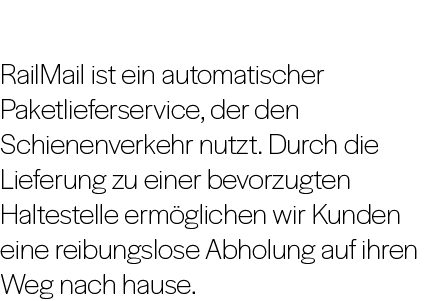 RailMail ist ein automatischer
Paketlieferservice, der den
Schienenverkehr nutzt. Durch die
Lieferung zu einer bevorzugten
Haltestelle ermöglichen wir Kunden
eine reibungslose Abholung auf ihren
Weg nach hause.